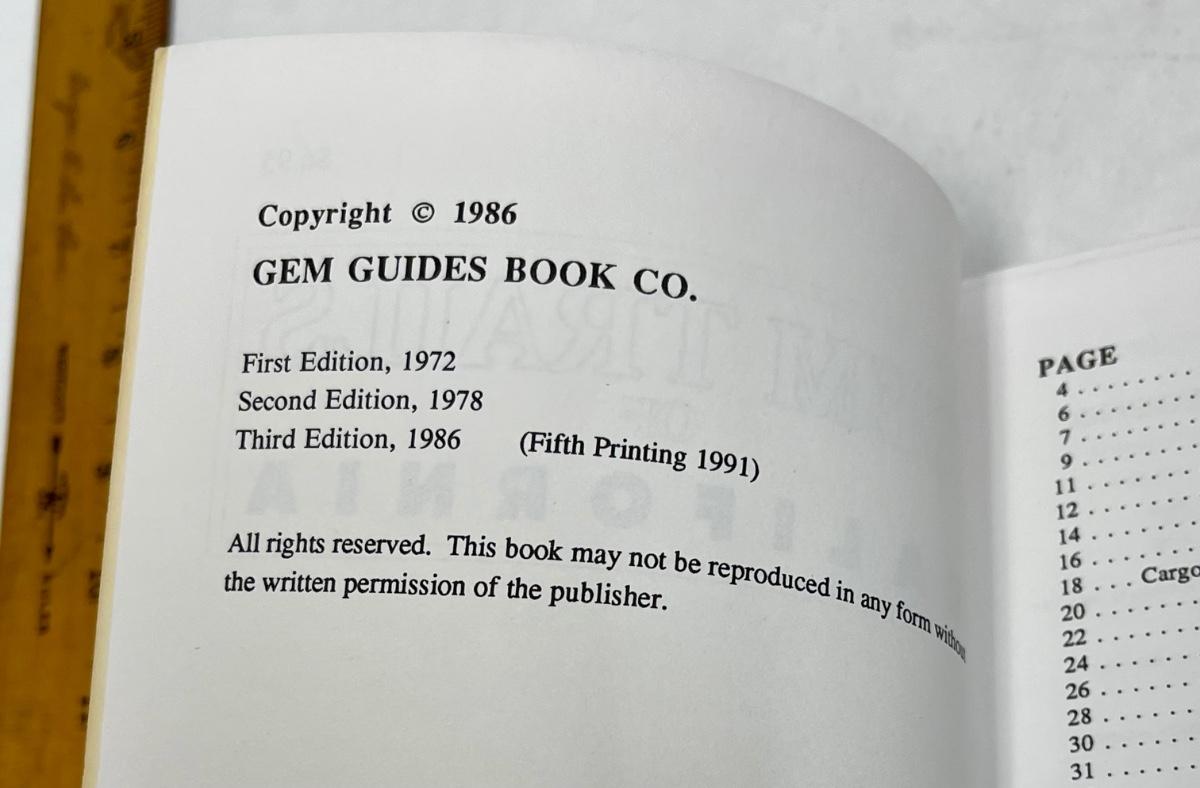 Copyright © 1986
GEM GUIDES BOOK CO.
First Edition, 1972
Second Edition, 1978
Third Edition, 1986 (Fifth Printing 1991)
All rights reserved. This book may not be reproduced in any form without
the written permission of the publisher.
PAGE
4 . . . . . . . .
6 . . . . . . . .
7 . . . . . . . .
9 . . . . . . . .
11 . . . . . . .
12 . . . . . . .
14 . . . . . . .
16 . . . . . . .
18 . . . Cargo
20 . . . . . . .
22 . . . . . . .
24 . . . . . . .
26 . . . . . . .
28 . . . . . . .
30 . . . . . . .
31 . . . . . . .